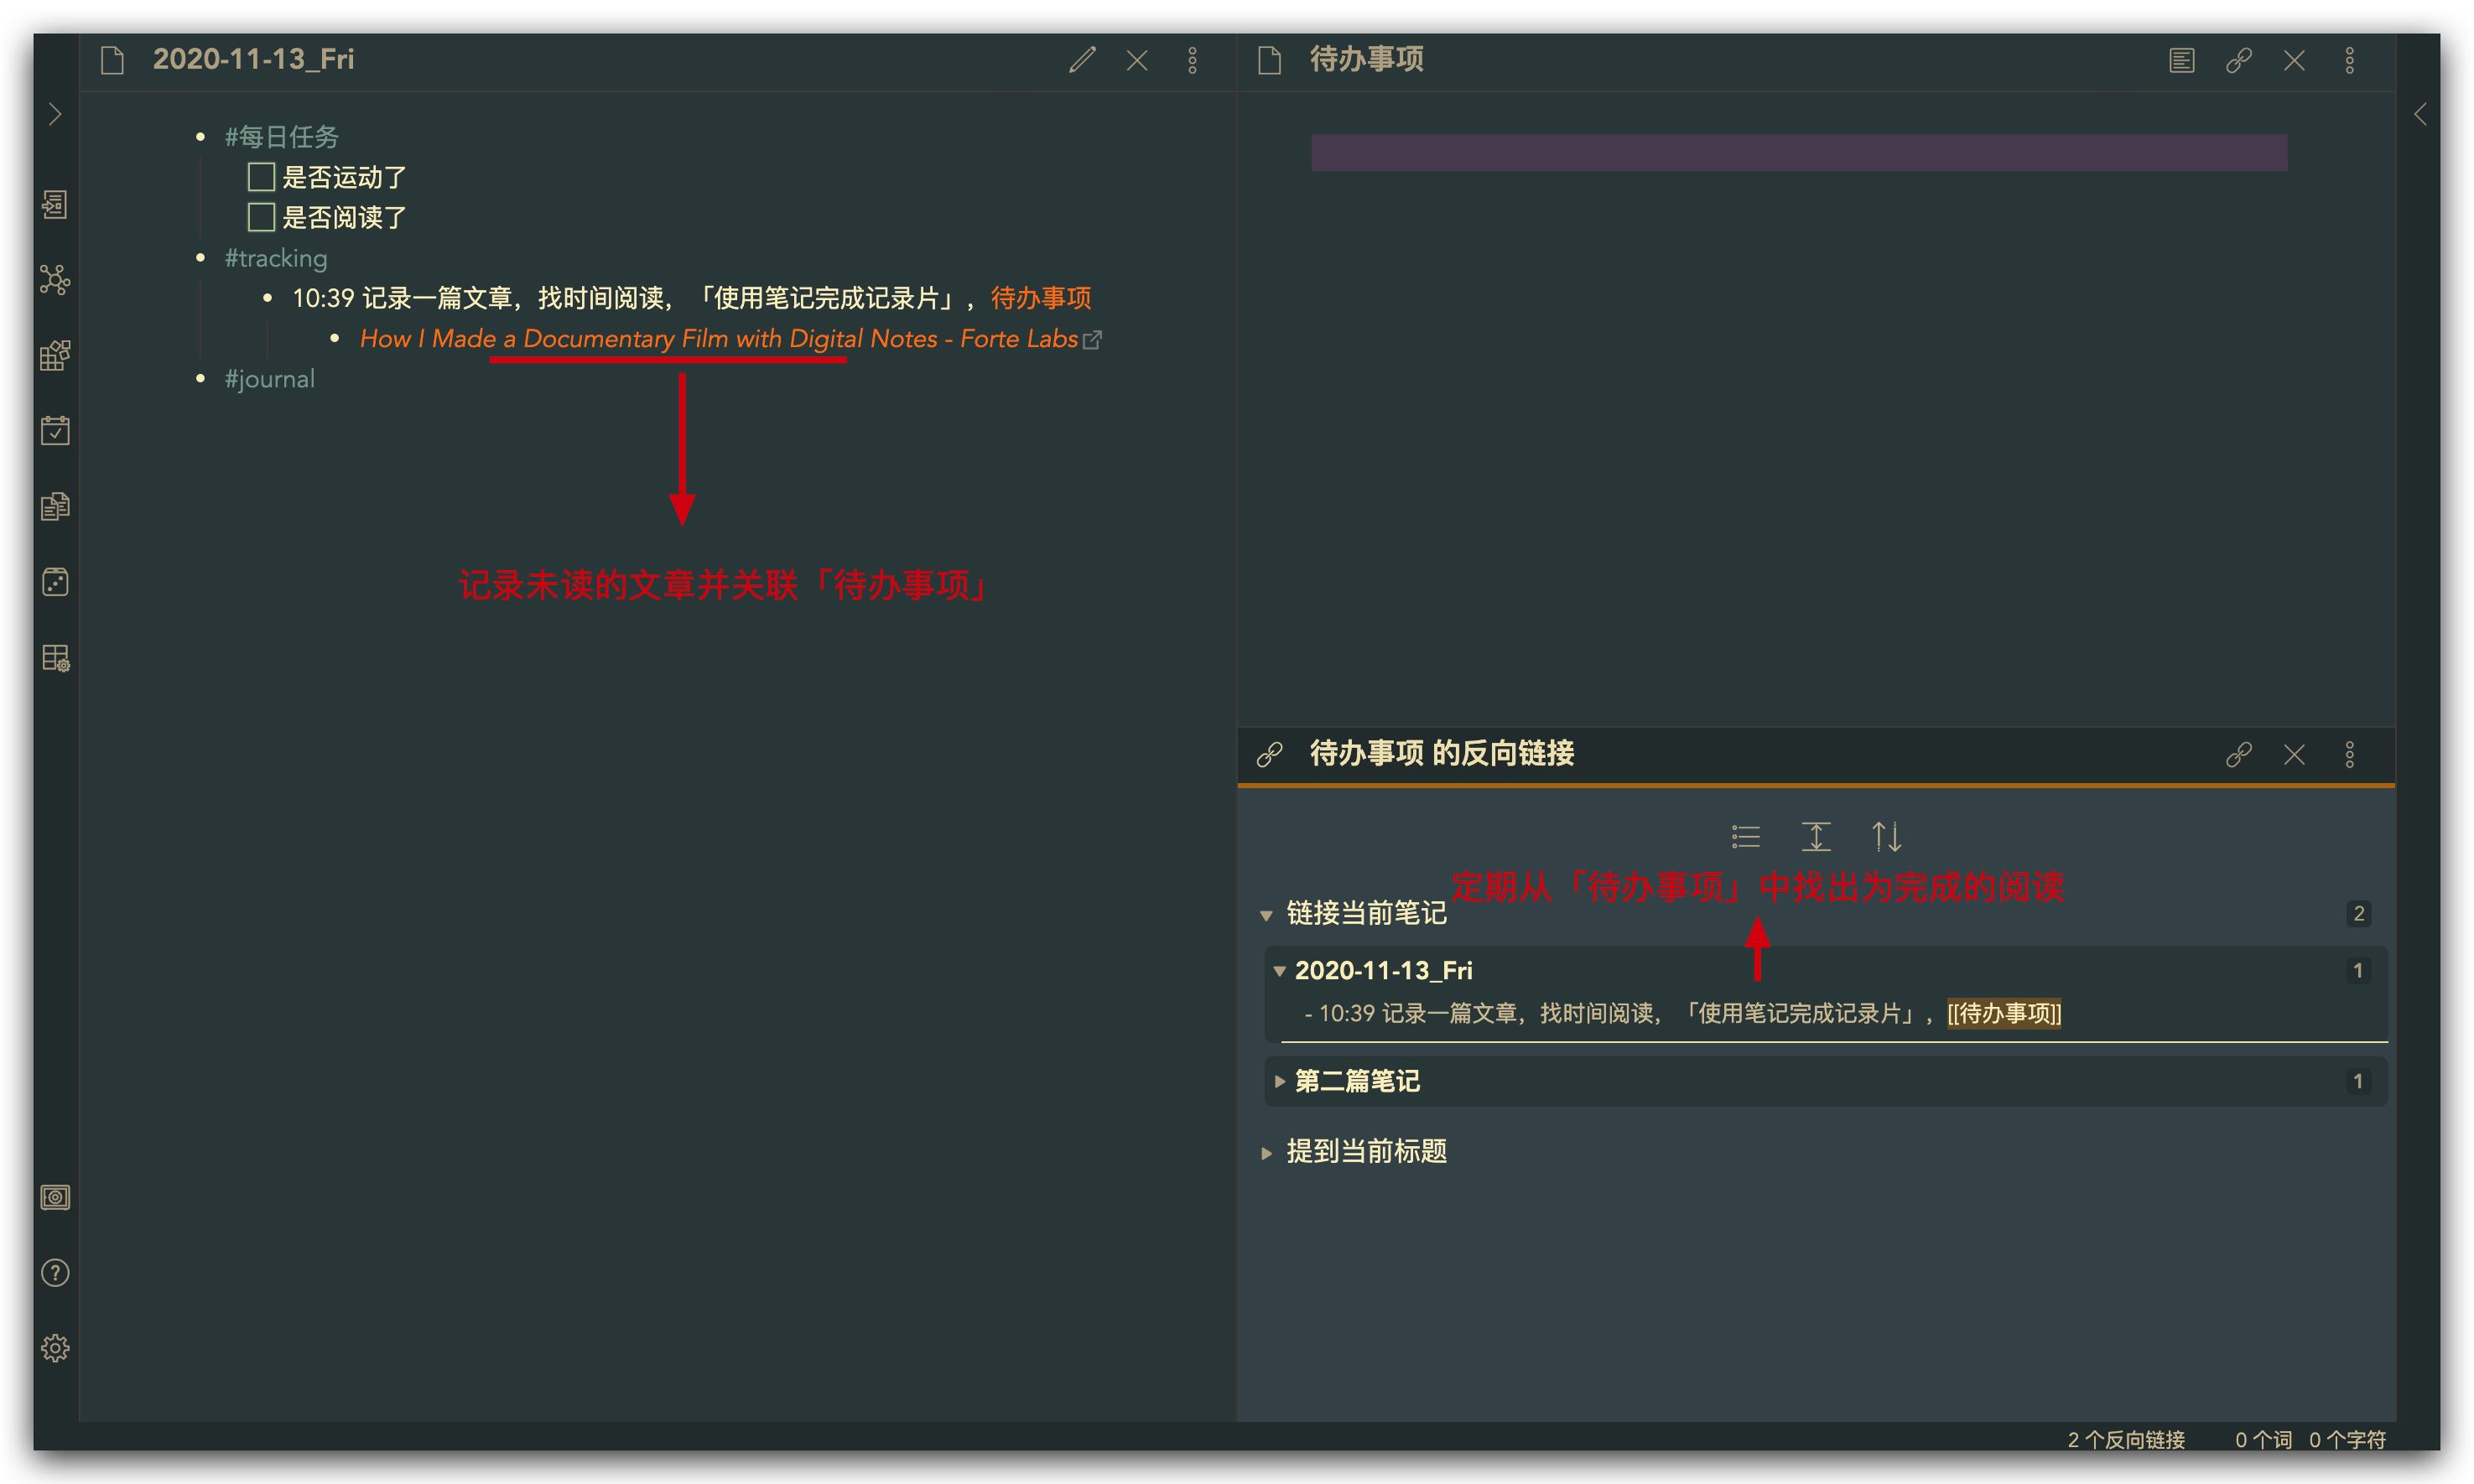 2020-11-13_Fri
#每日任务
是否运动了
是否阅读了
#tracking
10:39 记录一篇文章，找时间阅读，「使用笔记完成记录片」，待办事项
How I Made a Documentary Film with Digital Notes - Forte Labs
#journal
记录未读的文章并关联「待办事项」
待办事项
待办事项 的反向链接
定期从「待办事项」中找出为完成的阅读
链接当前笔记 2
2020-11-13_Fri 1
- 10:39 记录一篇文章，找时间阅读，「使用笔记完成记录片」，[[待办事项]]
第二篇笔记 1
提到当前标题
2 个反向链接 0 个词 0 个字符